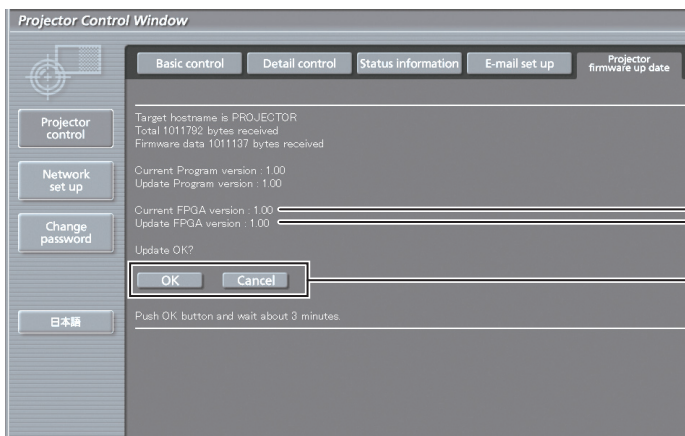 Projector Control Window
Basic control
Detail control
Status information
E-mail set up
Projector
firmware up date
Projector
control
Network
set up
Change
password
日本語
Target hostname is PROJECTOR
Total 1011792 bytes received
Firmware data 1011137 bytes received
Current Program version : 1.00
Update Program version : 1.00
Current FPGA version : 1.00
Update FPGA version : 1.00
Update OK?
OK
Cancel
Push OK button and wait about 3 minutes.